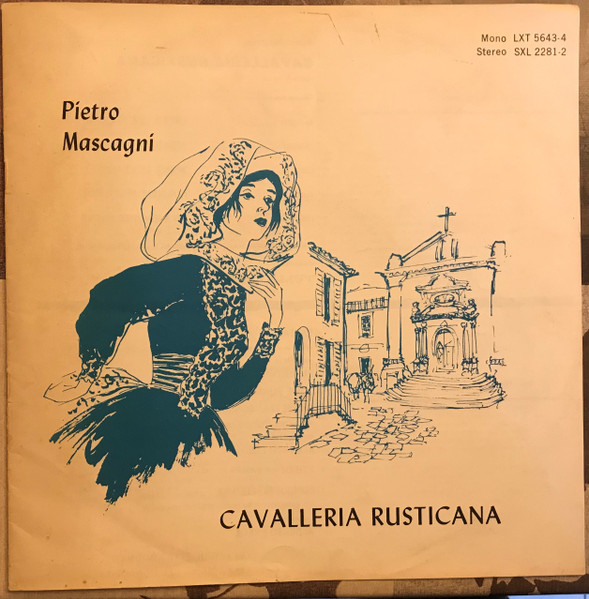 Mono LXT 5643-4
Stereo SXL 2281-2
Pietro
Mascagni
CAVALLERIA RUSTICANA